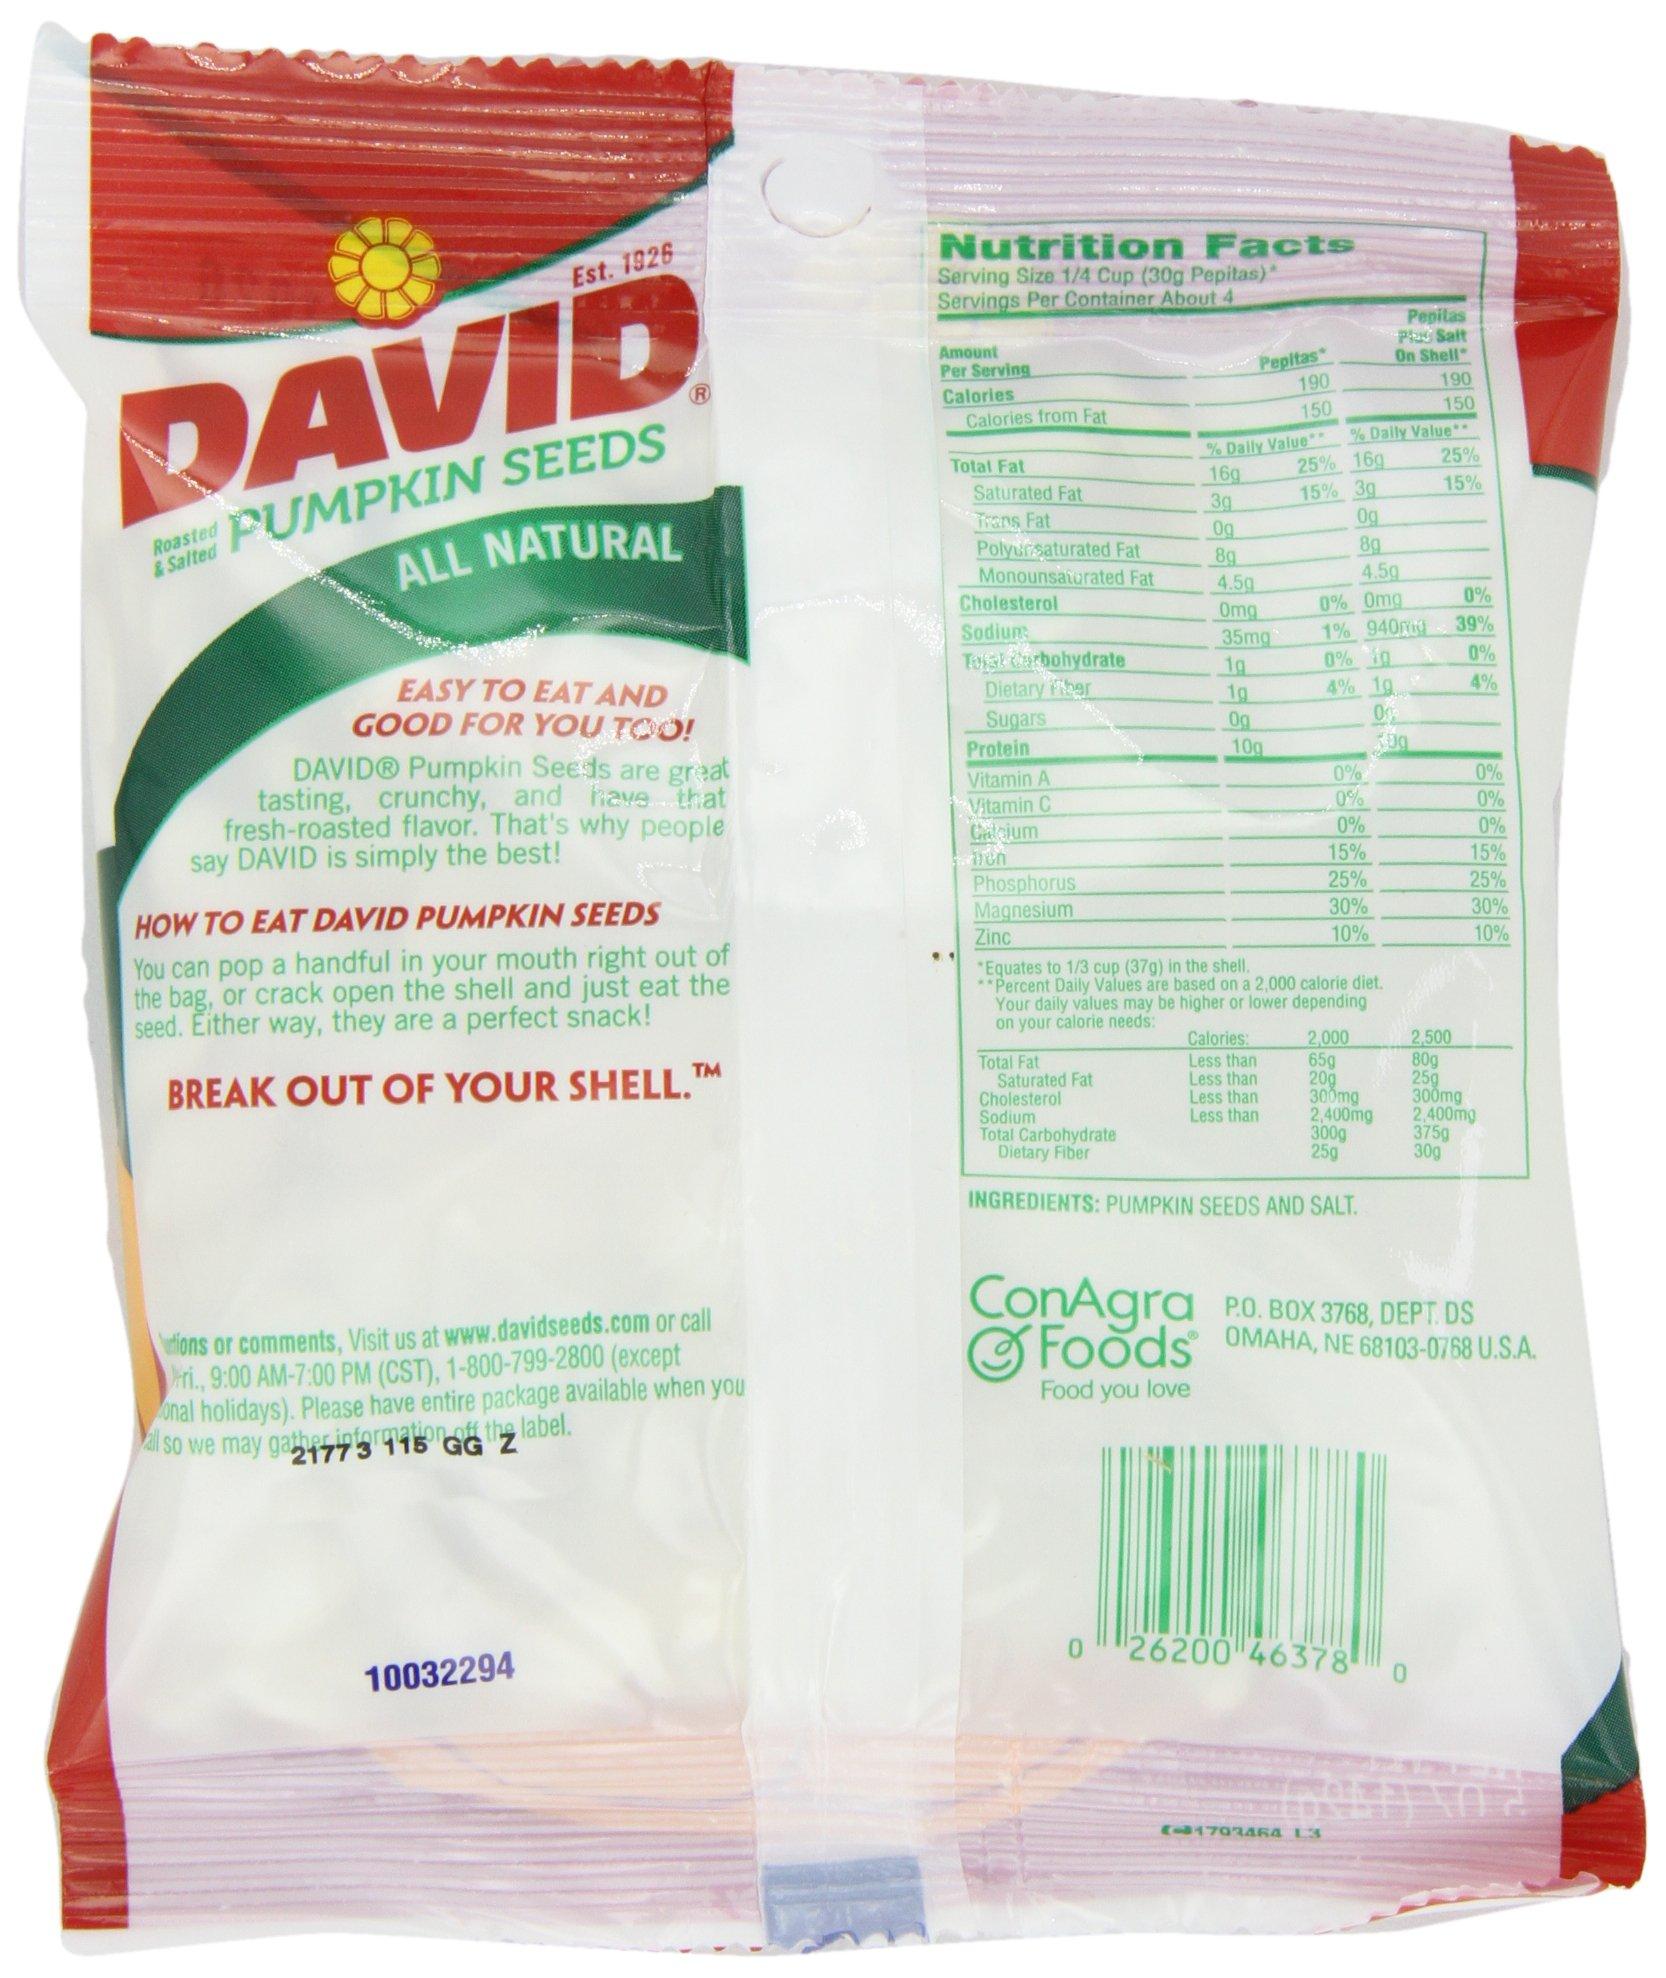 Est. 1926
DAVID®
Roasted
& Salted
PUMPKIN SEEDS
ALL NATURAL
EASY TO EAT AND
GOOD FOR YOU TOO!
DAVID® Pumpkin Seeds are great
tasting, crunchy, and have that
fresh-roasted flavor. That's why people
say DAVID is simply the best!
HOW TO EAT DAVID PUMPKIN SEEDS
You can pop a handful in your mouth right out of
the bag, or crack open the shell and just eat the
seed. Either way, they are a perfect snack!
BREAK OUT OF YOUR SHELL.™
or comments, Visit us at www.davidseeds.com or call
9:00 AM-7:00 PM (CST), 1-800-799-2800 (except
holidays). Please have entire package available when you
so we may gather information off the label.
21773 115 GG Z
10032294
Nutrition Facts
Serving Size 1/4 Cup (30g Pepitas)*
Servings Per Container About 4
Amount
Per Serving
Pepitas*
Pepitas
Plus Salt
On Shell*
Calories 190 190
Calories from Fat 150 150
% Daily Value** % Daily Value**
Total Fat 16g 25% 16g 25%
Saturated Fat 3g 15% 3g 15%
Trans Fat 0g 0g
Polyunsaturated Fat 8g 8g
Monounsaturated Fat 4.5g 4.5g
Cholesterol 0mg 0% 0mg 0%
Sodium 35mg 1% 940mg 39%
Total Carbohydrate 1g 0% 1g 0%
Dietary Fiber 1g 4% 1g 4%
Sugars 0g 0g
Protein 10g 10g
Vitamin A 0% 0%
Vitamin C 0% 0%
Calcium 0% 0%
Iron 15% 15%
Phosphorus 25% 25%
Magnesium 30% 30%
Zinc 10% 10%
*Equates to 1/3 cup (37g) in the shell.
**Percent Daily Values are based on a 2,000 calorie diet.
Your daily values may be higher or lower depending
on your calorie needs:
Calories: 2,000 2,500
Total Fat Less than 65g 80g
Saturated Fat Less than 20g 25g
Cholesterol Less than 300mg 300mg
Sodium Less than 2,400mg 2,400mg
Total Carbohydrate 300g 375g
Dietary Fiber 25g 30g
INGREDIENTS: PUMPKIN SEEDS AND SALT.
ConAgra
Foods®
Food you love
P.O. BOX 3768, DEPT. DS
OMAHA, NE 68103-0768 U.S.A.
0 26200 46378 0
1793464 L3